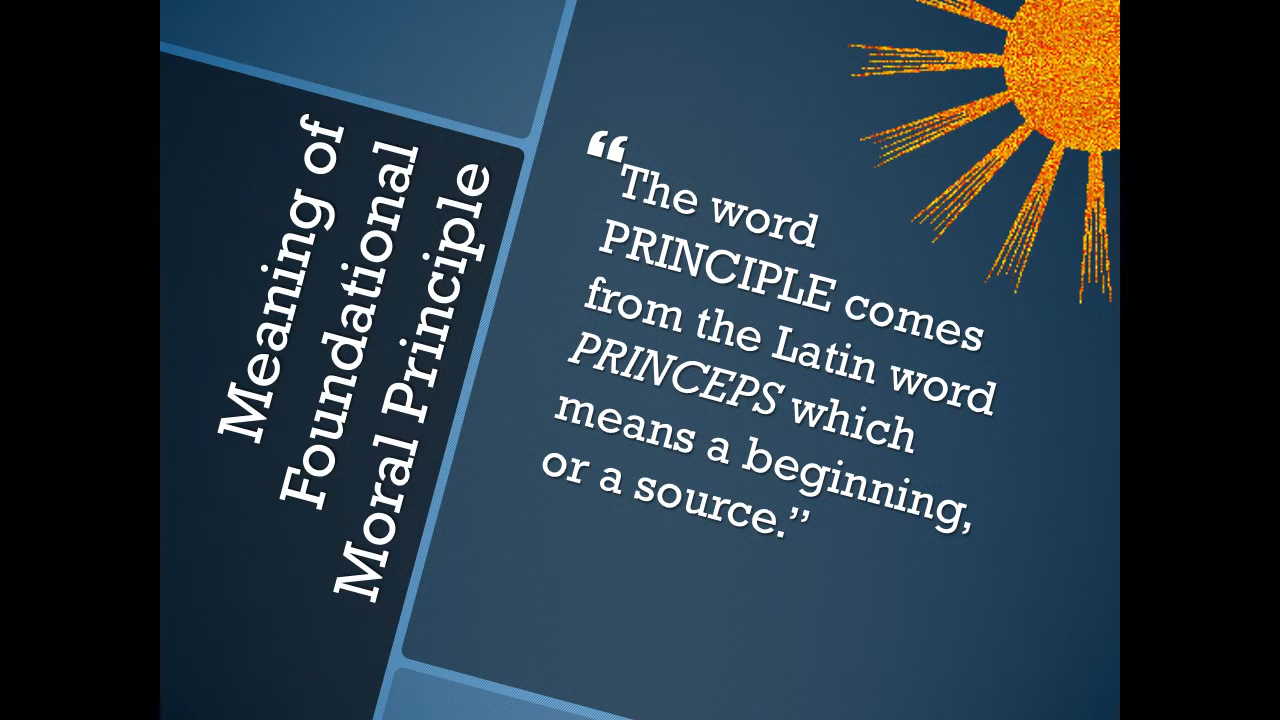 Meaning of
Foundational
Moral Principle
“The word
PRINCIPLE comes
from the Latin word
PRINCEPS which
means a beginning,
or a source.”